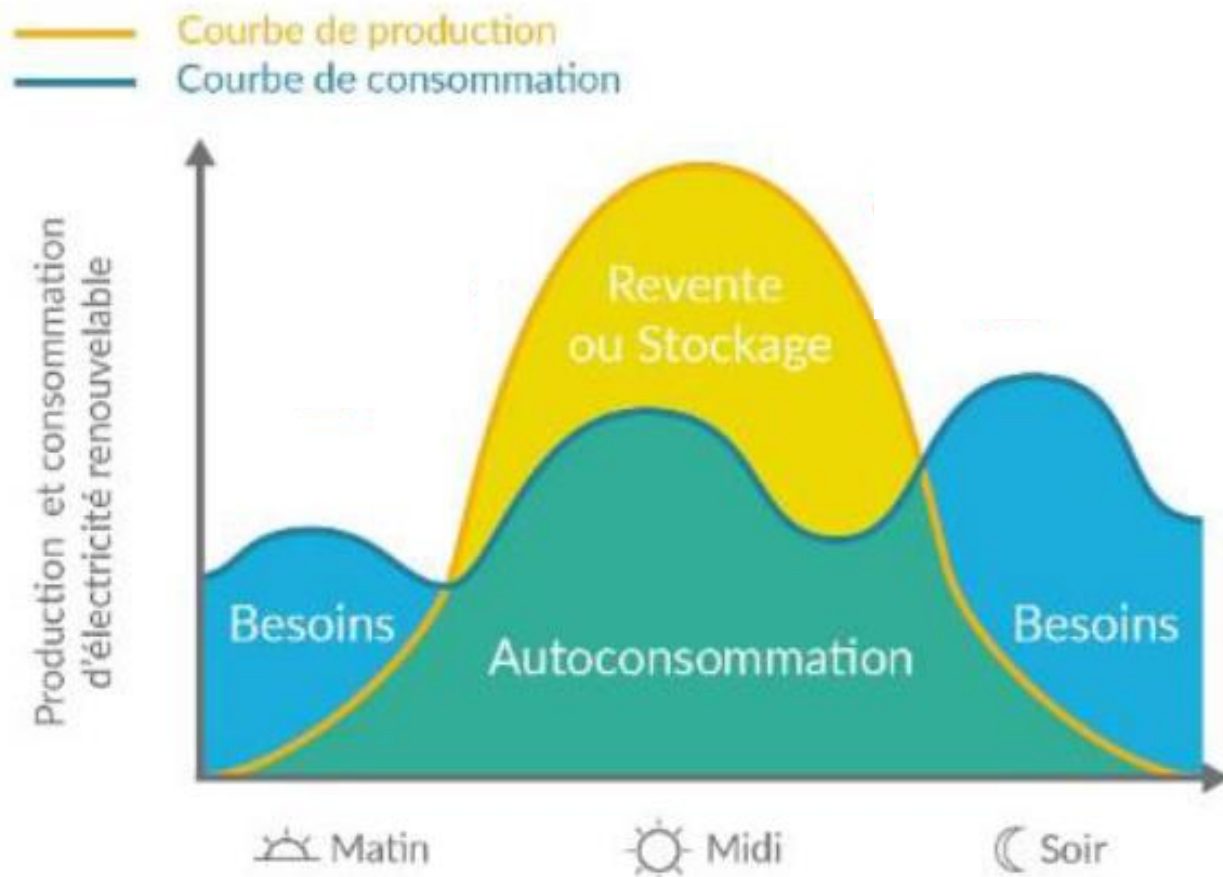 Courbe de production
Courbe de consommation
Production et consommation
d'électricité renouvelable
Revente
ou Stockage
Besoins
Autoconsommation
Besoins
Matin
Midi
Soir